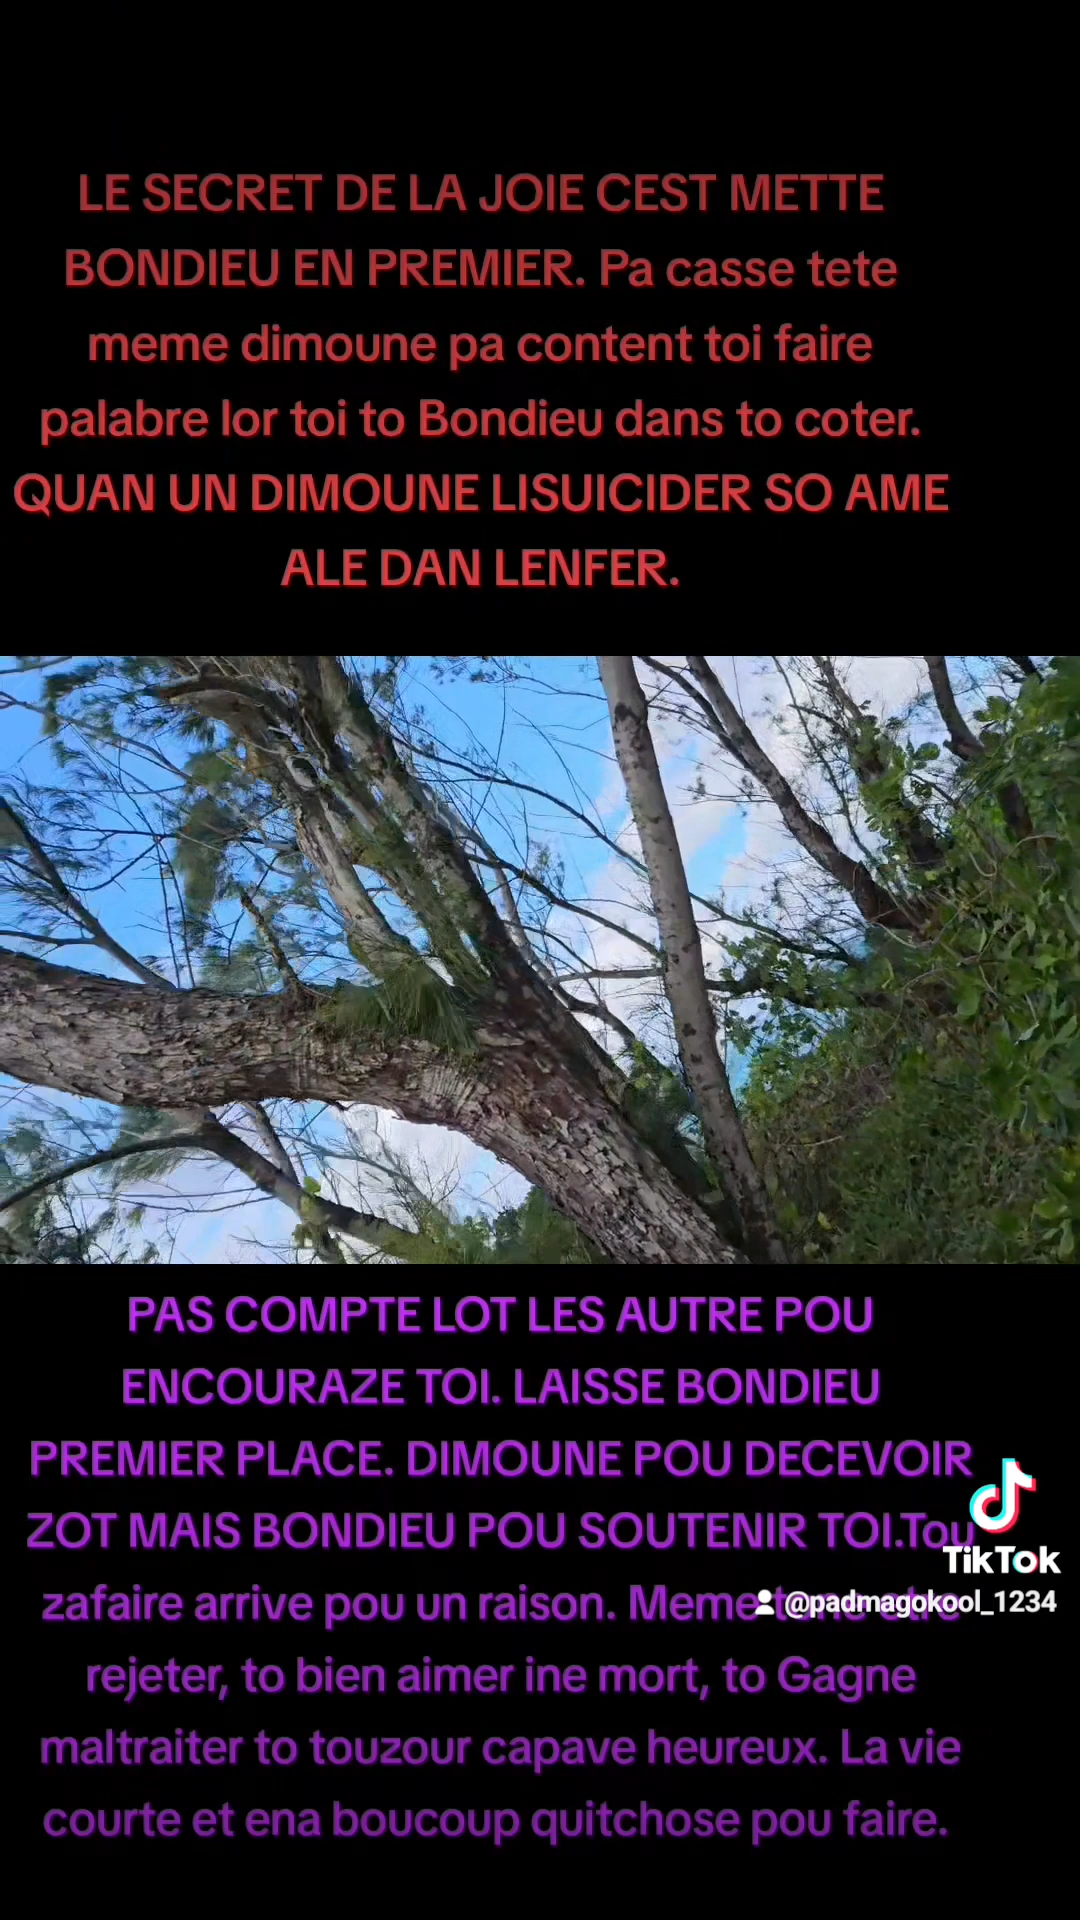 LE SECRET DE LA JOIE CEST METTE
BONDIEU EN PREMIER. Pa casse tete
meme dimoune pa content toi faire
palabre lor toi to Bondieu dans to coter.
QUAN UN DIMOUNE LISUICIDER SO AME
ALE DAN LENFER.
PAS COMPTE LOT LES AUTRE POU
ENCOURAZE TOI. LAISSE BONDIEU
PREMIER PLACE. DIMOUNE POU DECEVOIR
ZOT MAIS BONDIEU POU SOUTENIR TOI.Tou
TikTok
zafaire arrive pou un raison. Meme
@padmagokool_1234
rejeter, to bien aimer ine mort, to Gagne
maltraiter to touzour capave heureux. La vie
courte et ena boucoup quitchose pou faire.